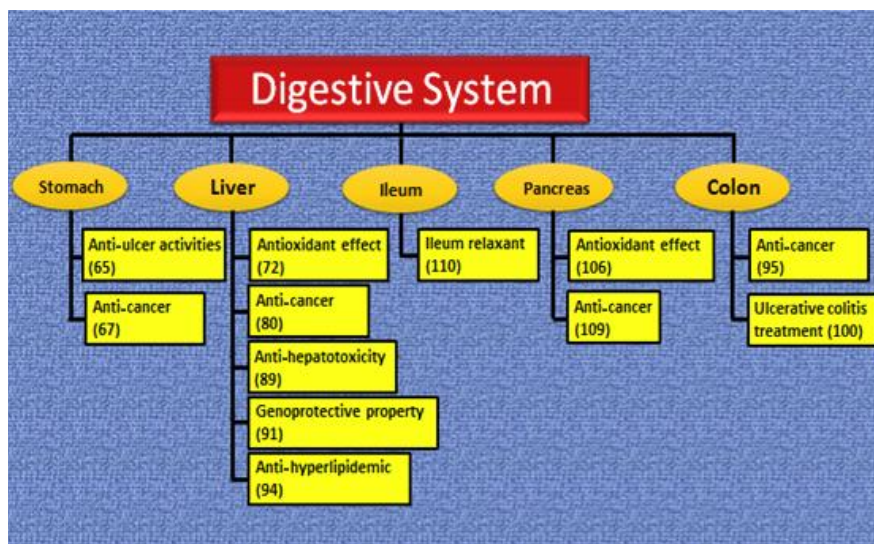 Digestive System
Stomach
Liver
Ileum
Pancreas
Colon
Anti-ulcer activities
(65)
Anti-cancer
(67)
Antioxidant effect
(72)
Anti-cancer
(80)
Anti-hepatotoxicity
(89)
Genoprotective property
(91)
Anti-hyperlipidemic
(94)
Ileum relaxant
(110)
Antioxidant effect
(106)
Anti-cancer
(109)
Anti-cancer
(95)
Ulcerative colitis
treatment (100)